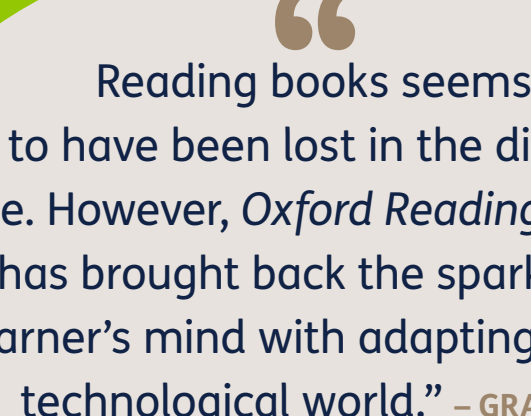 “
Reading books seems
to have been lost in the di
e. However, Oxford Reading
has brought back the spark
arner’s mind with adapting
technological world.” – GRA